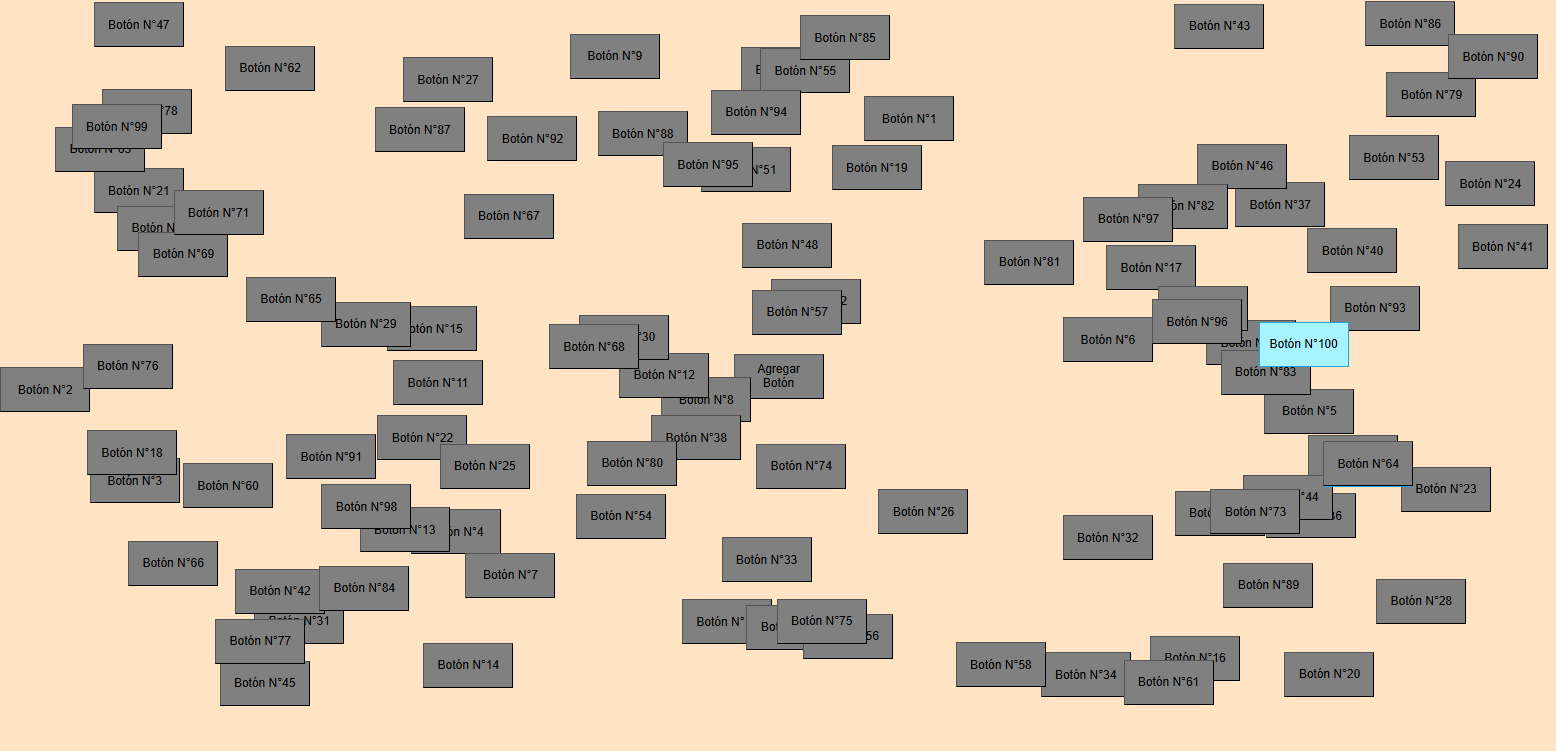 Botón N°47
Botón N°43
Botón N°86
Botón N°85
Botón N°9
Botón N°90
Botón N°62
Botón N°55
Botón N°27
Botón N°79
Botón N°94
°78
Botón N°1
Botón N°99
Botón N°87
Botón N°88
Botón N°92
Botón N°53
Botón N°95
N°51
Botón N°19
Botón N°46
Botón N°24
Botón N°21
Botón N°82
Botón N°37
Botón N°71
Botón N°67
Botón N°97
Botón N
Botón N°48
Botón N°41
Botón N°40
Botón N°69
Botón N°81
Botón N°17
Botón N°65
2
Botón N°57
Botón N°93
Botón N°29
Botón N°15
Botón N°96
30
Botón N°68
Botón N°6
Botón N°100
Botón N°76
Agregar
Botón
Botón N°12
Botón N°83
Botón N°2
Botón N°11
Botón N°8
Botón N°5
Botón N°22
Botón N°38
Botón N°18
Botón N°91
Botón N°25
Botón N°80
Botón N°74
Botón N°64
Botón N°3
Botón N°60
Botón N°23
°44
Botón N°98
Botón N°54
Botón N°26
Botón N°73
36
Botón N°13
N°4
Botón N°32
Botón N°66
Botón N°33
Botón N°7
Botón N°42
Botón N°84
Botón N°89
Botón N°28
Botón N°31
Botón N°
Botón N°75
56
Botón N°77
Botón N°14
Botón N°58
Botón N°16
Botón N°34
Botón N°61
Botón N°20
Botón N°45